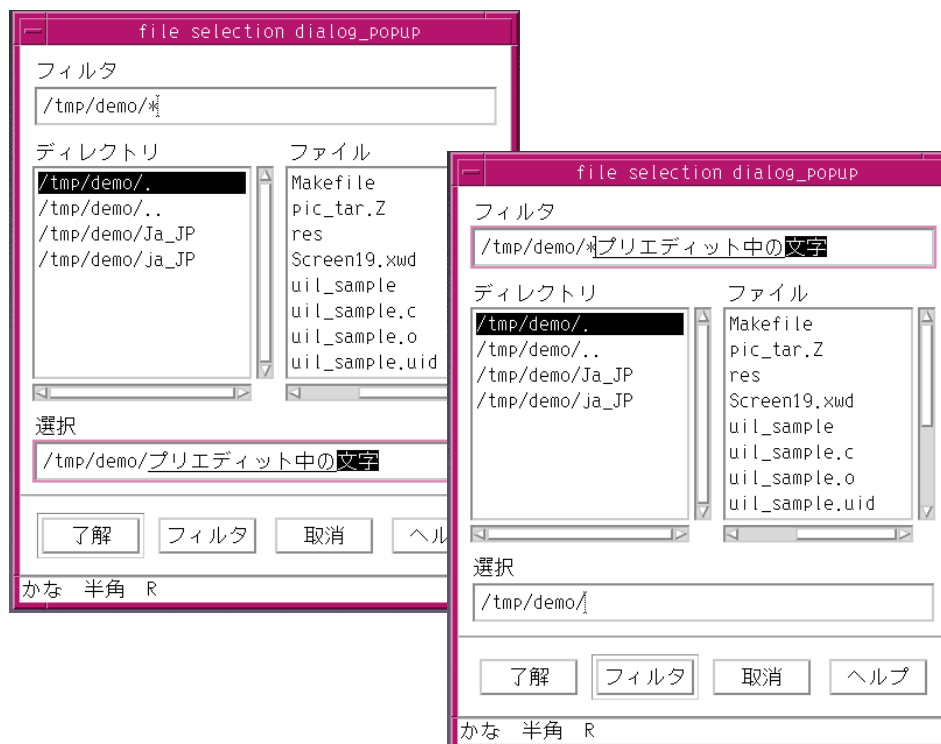 file selection dialog_popup
フィルタ
/tmp/demo/*
ディレクトリ
/tmp/demo/.
/tmp/demo/..
/tmp/demo/Ja_JP
/tmp/demo/ja_JP
ファイル
Makefile
pic_tar.Z
res
Screen19.xwd
uil_sample
uil_sample.c
uil_sample.o
uil_sample.uid
選択
/tmp/demo/プリエディット中の文字
了解 フィルタ 取消 ヘル
かな 半角 R
file selection dialog_popup
フィルタ
/tmp/demo/*プリエディット中の文字
ディレクトリ
/tmp/demo/.
/tmp/demo/..
/tmp/demo/Ja_JP
/tmp/demo/ja_JP
ファイル
Makefile
pic_tar.Z
res
Screen19.xwd
uil_sample
uil_sample.c
uil_sample.o
uil_sample.uid
選択
/tmp/demo/
了解 フィルタ 取消 ヘルプ
かな 半角 R